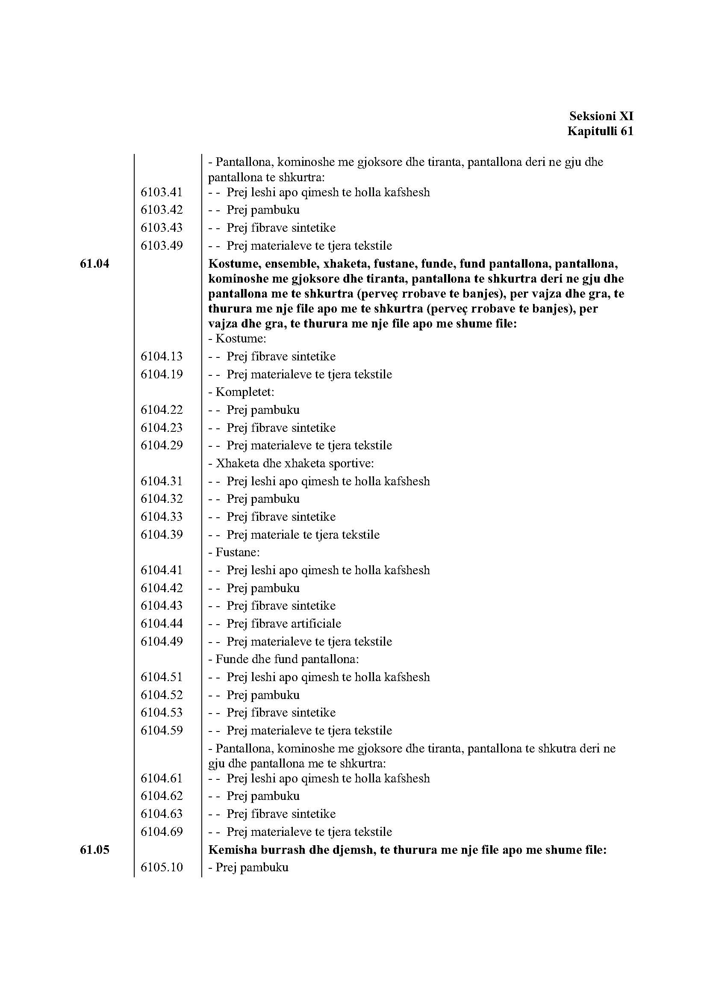 Seksioni XI
Kapitulli 61
- Pantallona, kominoshe me gjoksore dhe tiranta, pantallona deri ne gju dhe
pantallona te shkurtra:
6103.41 - - Prej leshi apo qimesh te holla kafshesh
6103.42 - - Prej pambuku
6103.43 - - Prej fibrave sintetike
6103.49 - - Prej materialeve te tjera tekstile
61.04 Kostume, ensemble, xhaketa, fustane, funde, fund pantallona, pantallona,
kominoshe me gjoksore dhe tiranta, pantallona te shkurtra deri ne gju dhe
pantallona me te shkurtra (perveç rrobave te banjes), per vajza dhe gra, te
thurura me nje file apo me te shkurtra (perveç rrobave te banjes), per
vajza dhe gra, te thurura me nje file apo me shume file:
- Kostume:
6104.13 - - Prej fibrave sintetike
6104.19 - - Prej materialeve te tjera tekstile
- Kompletet:
6104.22 - - Prej pambuku
6104.23 - - Prej fibrave sintetike
6104.29 - - Prej materialeve te tjera tekstile
- Xhaketa dhe xhaketa sportive:
6104.31 - - Prej leshi apo qimesh te holla kafshesh
6104.32 - - Prej pambuku
6104.33 - - Prej fibrave sintetike
6104.39 - - Prej materiale te tjera tekstile
- Fustane:
6104.41 - - Prej leshi apo qimesh te holla kafshesh
6104.42 - - Prej pambuku
6104.43 - - Prej fibrave sintetike
6104.44 - - Prej fibrave artificiale
6104.49 - - Prej materialeve te tjera tekstile
- Funde dhe fund pantallona:
6104.51 - - Prej leshi apo qimesh te holla kafshesh
6104.52 - - Prej pambuku
6104.53 - - Prej fibrave sintetike
6104.59 - - Prej materialeve te tjera tekstile
- Pantallona, kominoshe me gjoksore dhe tiranta, pantallona te shkutra deri ne
gju dhe pantallona me te shkurtra:
6104.61 - - Prej leshi apo qimesh te holla kafshesh
6104.62 - - Prej pambuku
6104.63 - - Prej fibrave sintetike
6104.69 - - Prej materialeve te tjera tekstile
61.05 Kemisha burrash dhe djemsh, te thurura me nje file apo me shume file:
6105.10 - Prej pambuku